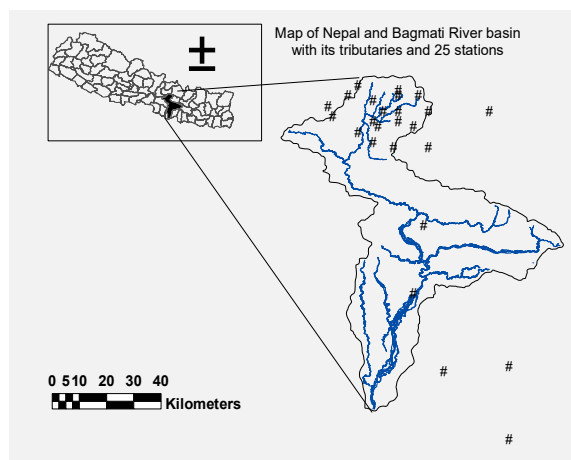 Map of Nepal and Bagmati River basin
with its tributaries and 25 stations
0 5 10 20 30 40
Kilometers